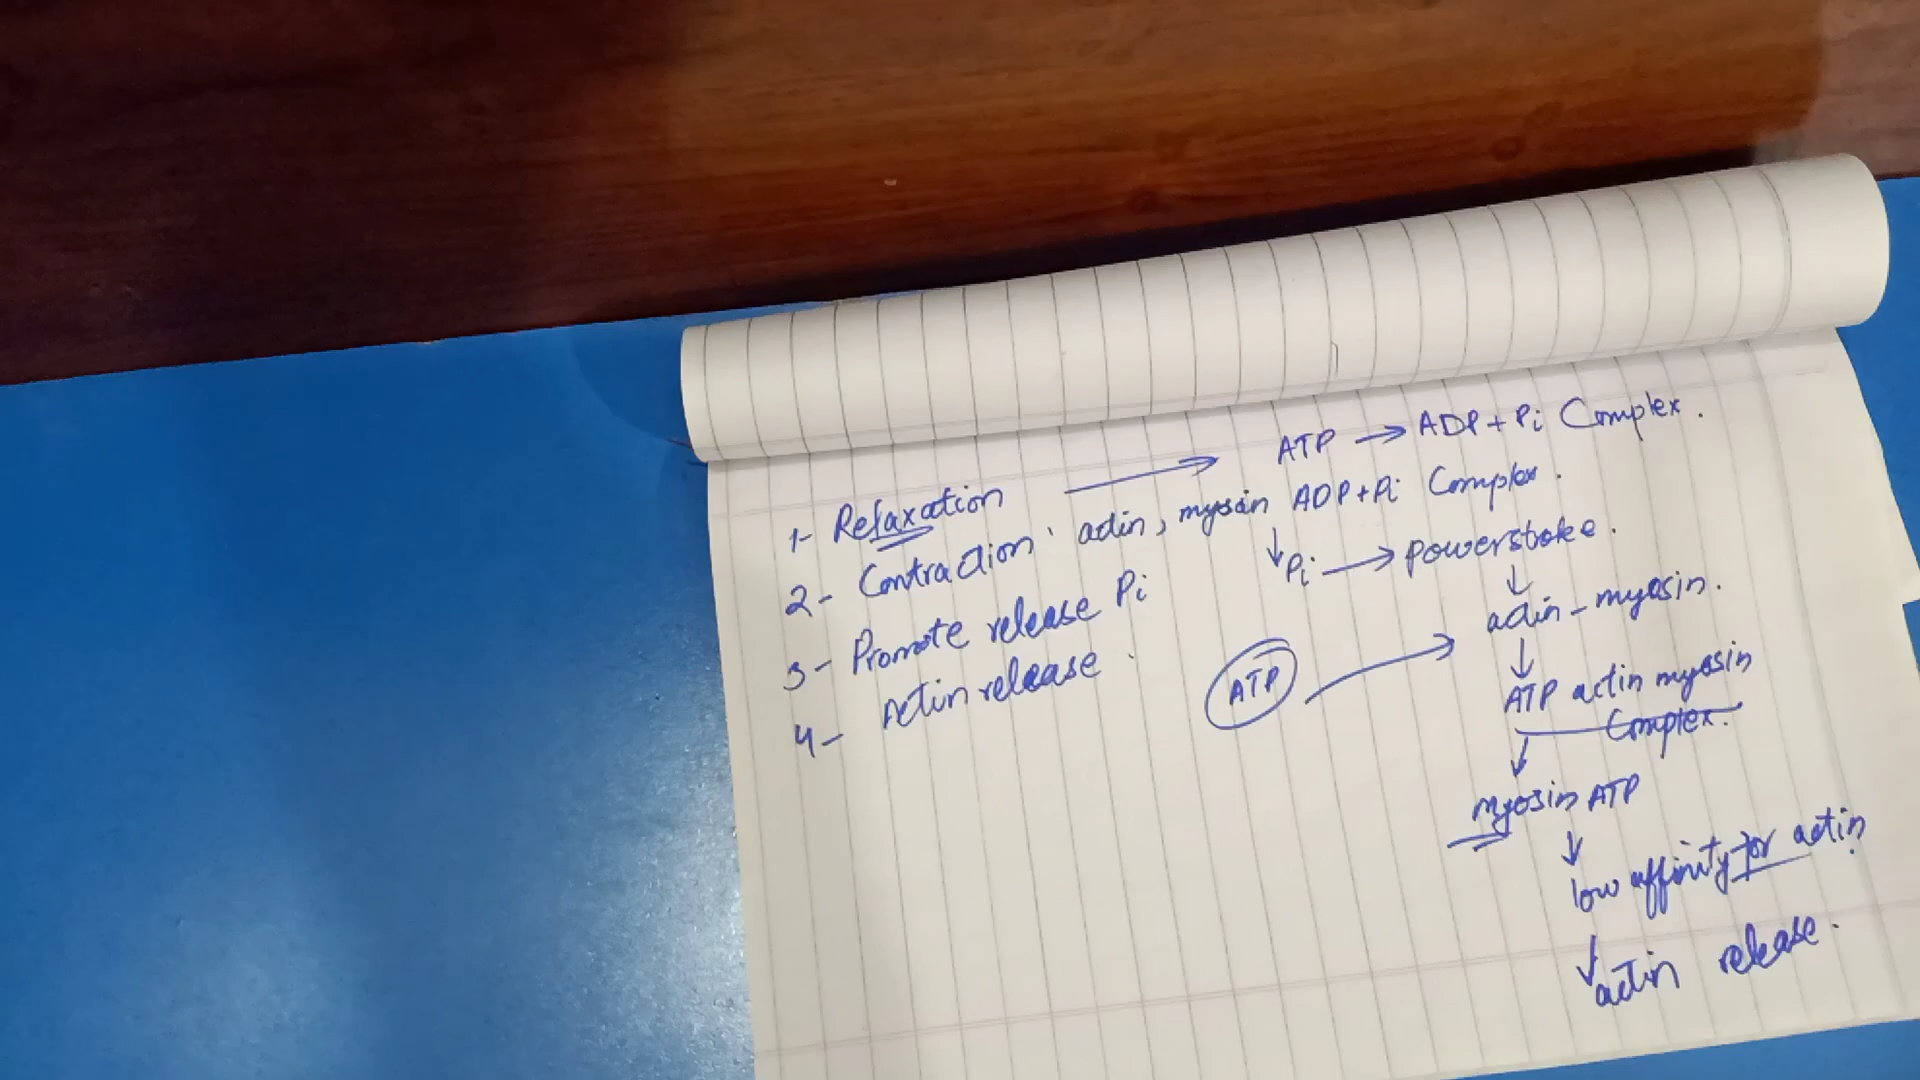 1- Relaxation → ATP → ADP + Pi Complex.
2- Contraction. actin, myosin ADP+Pi Complex.
3- Promote release Pi ↓ Pi → powerstoke.
4- Actin release.
↓
actin - myosin.
ATP →
↓
ATP actin myosin
Complex.
↓
myosin ATP
↓
low affinity for actin
↓
actin release.